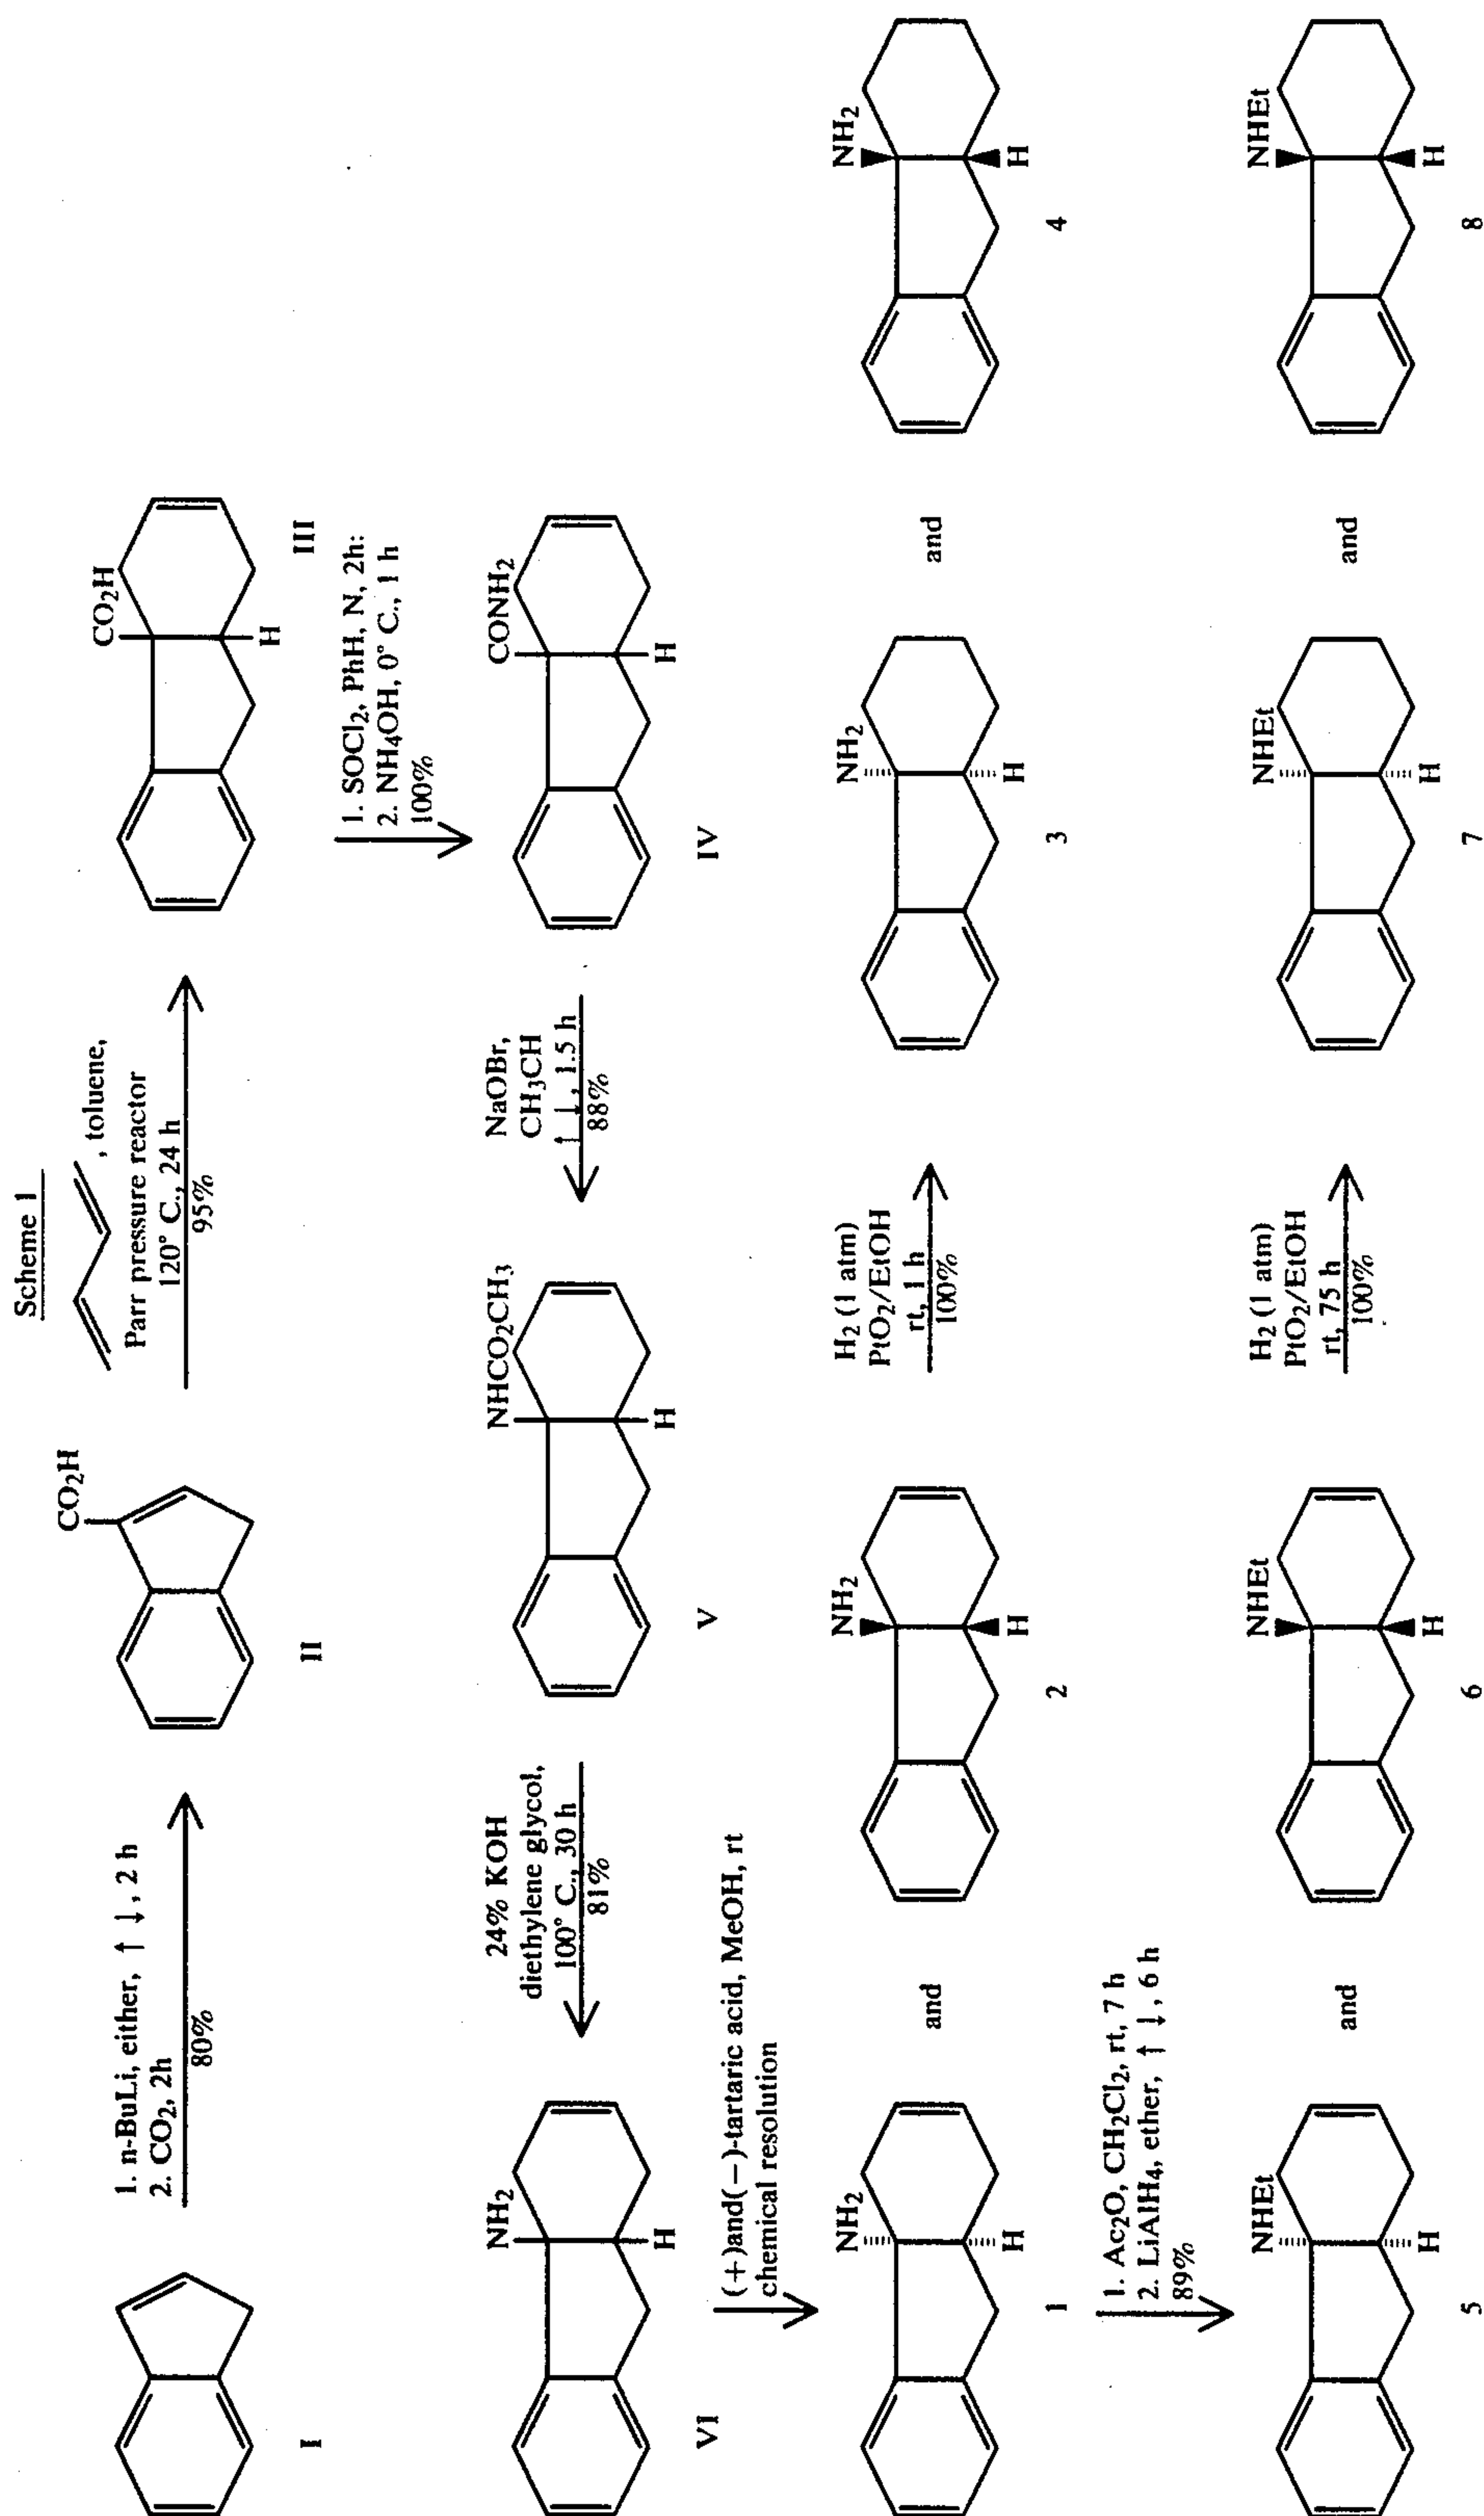 Scheme 1
1. n-BuLi, either, ↑ ↓, 2 h
2. CO2, 2h
80%
, toluene,
Parr pressure reactor
120° C., 24 h
95%
CO2H
CO2H
H
I
II
III
1. SOCl2, PhH, N, 2h:
2. NH4OH, 0° C., 1 h
100%
NH2
H
24% KOH
diethylene glycol,
100° C., 30 h
81%
NHCO2CH3
H
NaOBr,
CH3CH
↑ ↓, 1.5 h
88%
CONH2
H
VI
V
IV
(+)and(−)-tartaric acid, MeOH, rt
chemical resolution
NH2
H
and
NH2
H
H2 (1 atm)
PtO2/EtOH
rt, 1 h
100%
NH2
H
and
NH2
H
1
2
3
4
1. Ac2O, CH2Cl2, rt, 7 h
2. LiAlH4, ether, ↑ ↓, 6 h
89%
NHEt
H
and
NHEt
H
H2 (1 atm)
PtO2/EtOH
rt, 75 h
100%
NHEt
H
and
NHEt
H
5
6
7
8